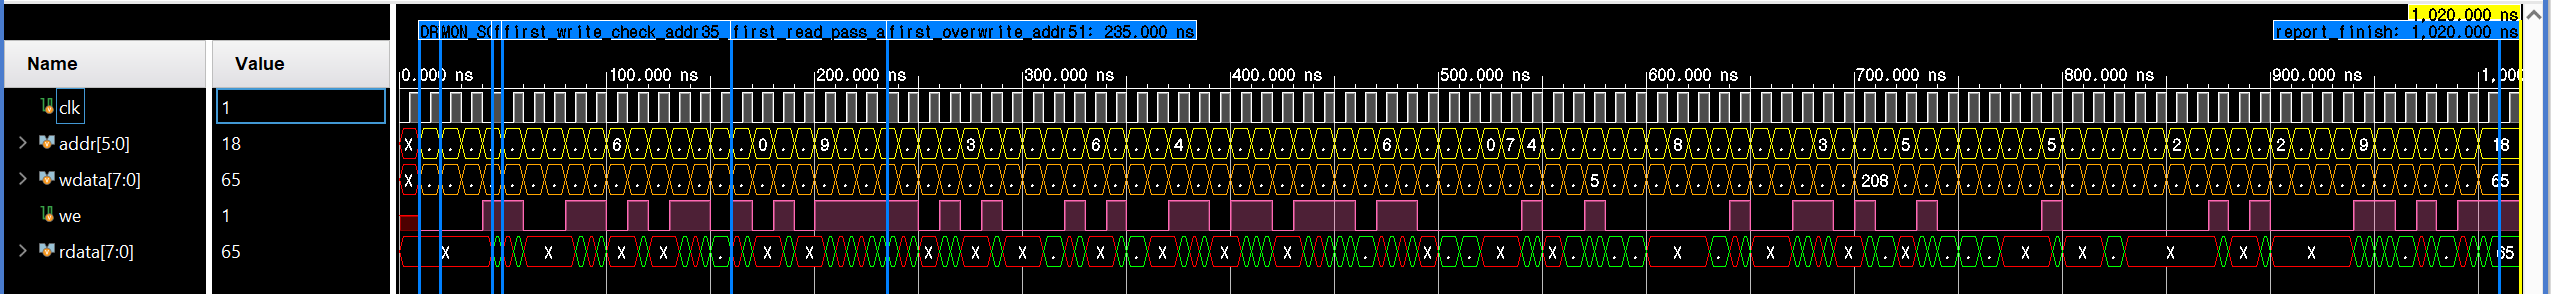 1,020.000 ns
first_write_check_addr35 first_read_pass_a first_overwrite_addr51: 235.000 ns report_finish: 1,020.000 ns
Name Value
0.000 ns 100.000 ns 200.000 ns 300.000 ns 400.000 ns 500.000 ns 600.000 ns 700.000 ns 800.000 ns 900.000 ns 1,000
clk 1
addr[5:0] 18 X 6 0 9 3 6 4 6 0 7 4 8 3 5 5 2 2 9 18
wdata[7:0] 65 X 5 208 65
we 1
rdata[7:0] 65 X X X X X X X X X X X X X X X X X X X X X X X X X 65